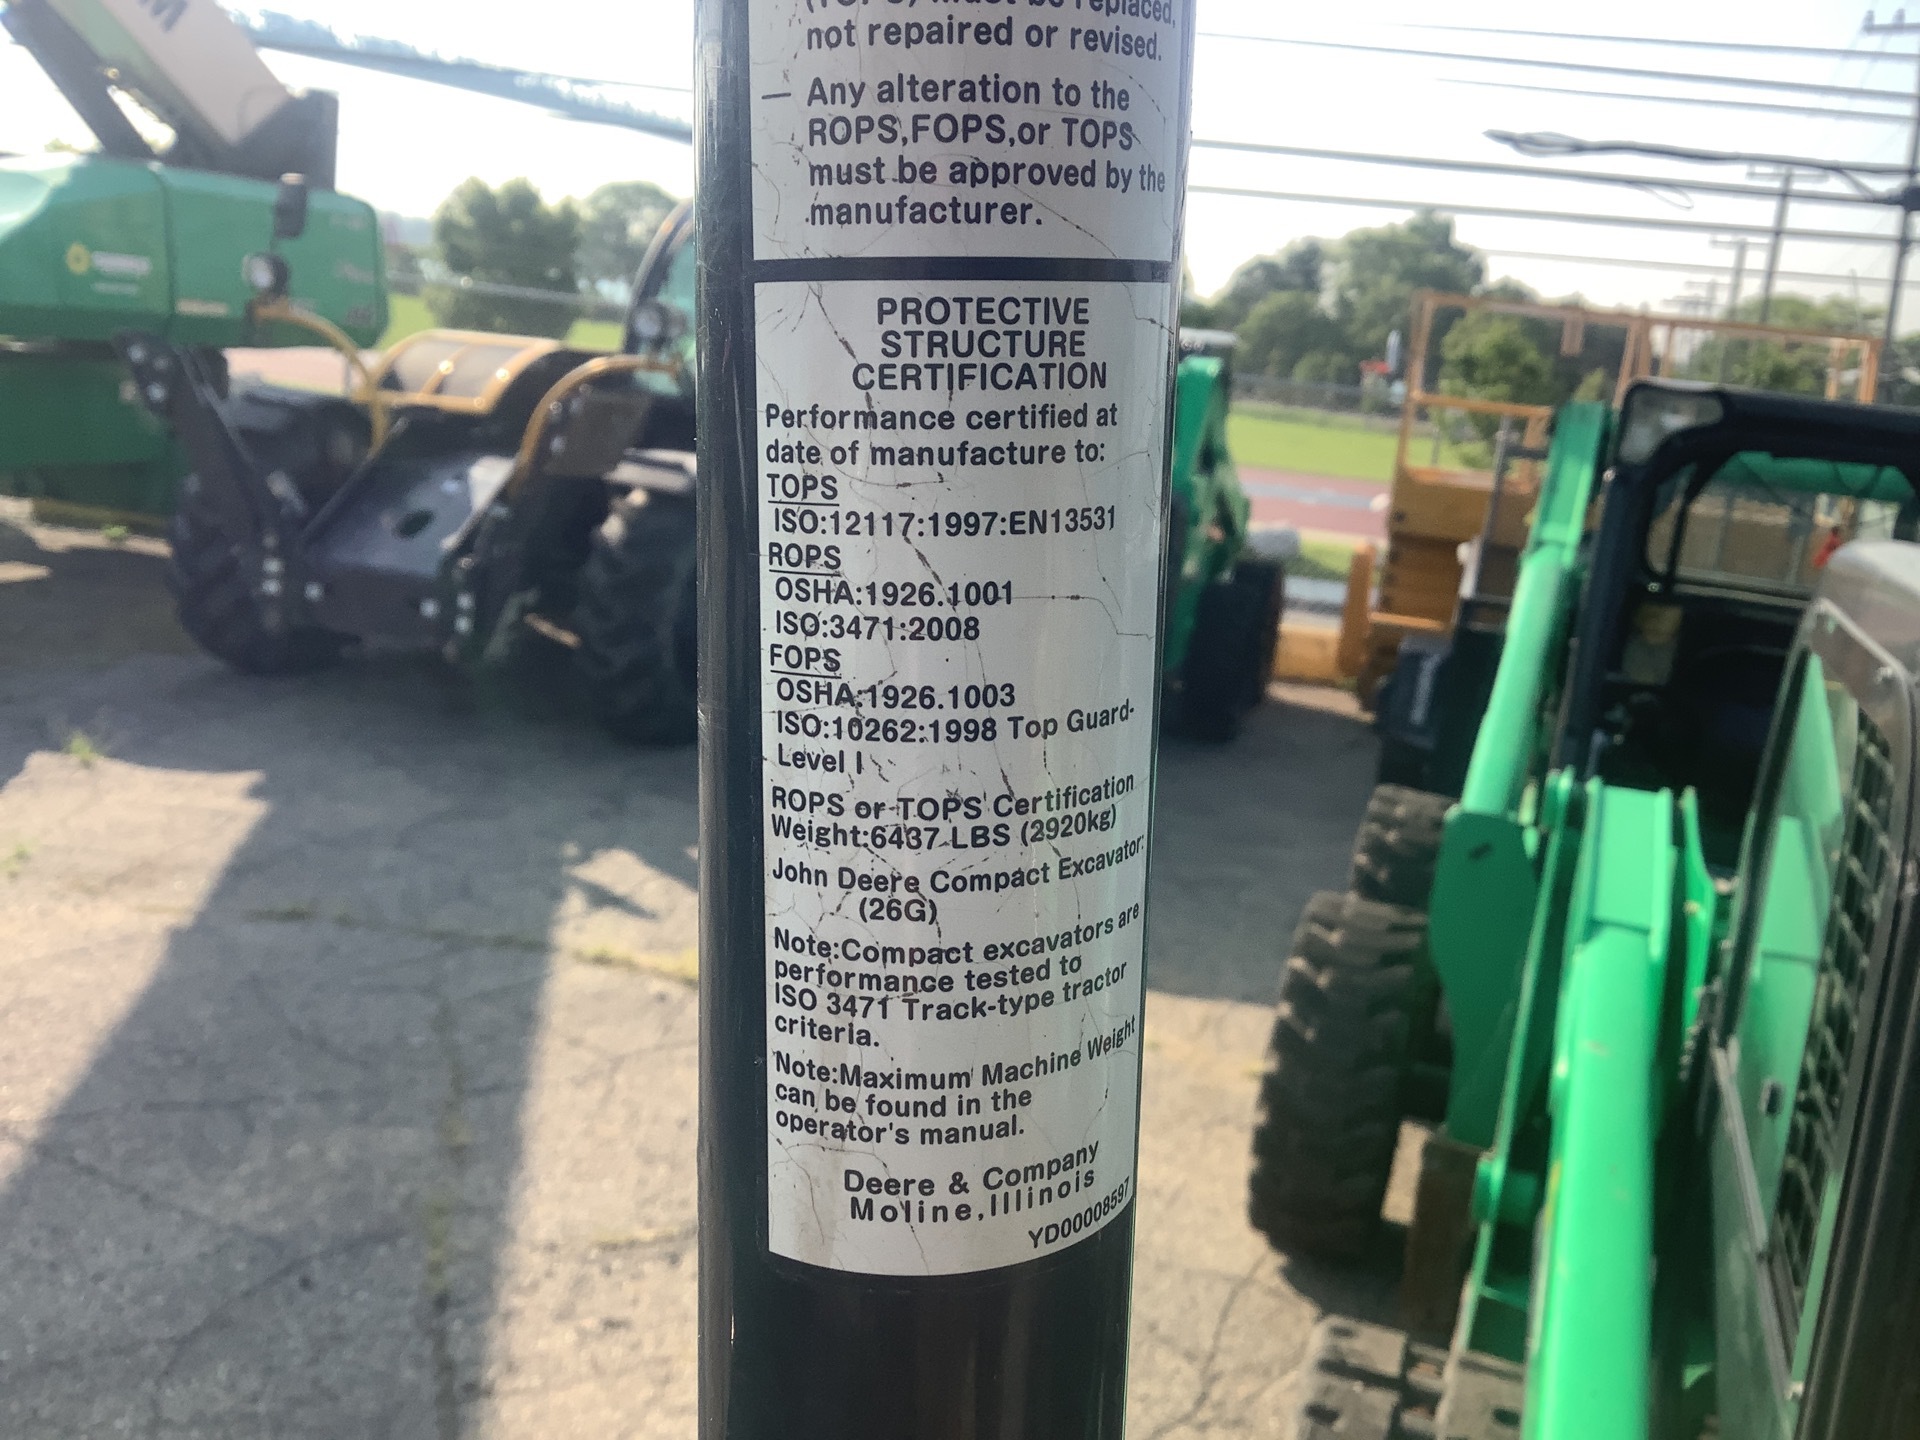 (TOPS) must be replaced,
not repaired or revised.
— Any alteration to the
ROPS,FOPS,or TOPS
must be approved by the
manufacturer.
PROTECTIVE
STRUCTURE
CERTIFICATION
Performance certified at
date of manufacture to:
TOPS
ISO:12117:1997:EN13531
ROPS
OSHA:1926.1001
ISO:3471:2008
FOPS
OSHA:1926.1003
ISO:10262:1998 Top Guard-
Level I
ROPS or TOPS Certification
Weight:6437 LBS (2920kg)
John Deere Compact Excavator:
(26G)
Note:Compact excavators are
performance tested to
ISO 3471 Track-type tractor
criteria.
Note:Maximum Machine Weight
can be found in the
operator's manual.
Deere & Company
Moline,Illinois
YD00008597